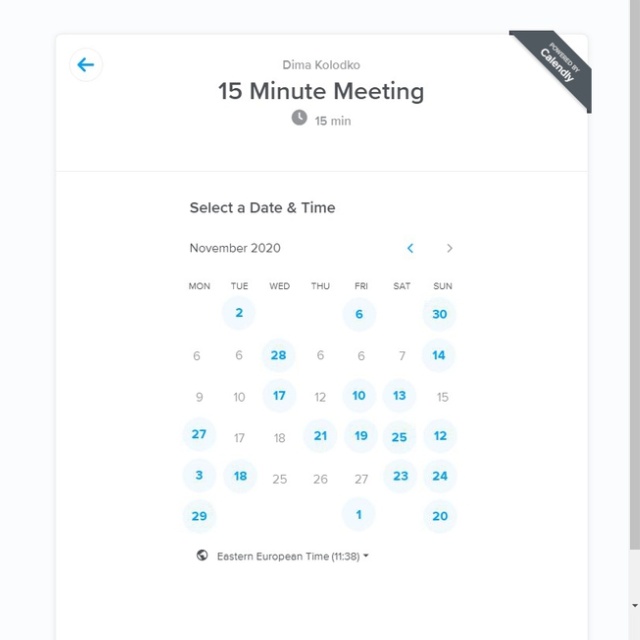 POWERED BY
Calendly
Dima Kolodko
15 Minute Meeting
15 min
Select a Date & Time
November 2020
MON TUE WED THU FRI SAT SUN
2 6 30
6 6 28 6 6 7 14
9 10 17 12 10 13 15
27 17 18 21 19 25 12
3 18 25 26 27 23 24
29 1 20
Eastern European Time (11:38)